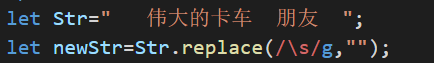 let Str="   伟大的卡车  朋友  ";
let newStr=Str.replace(/\s/g,"");